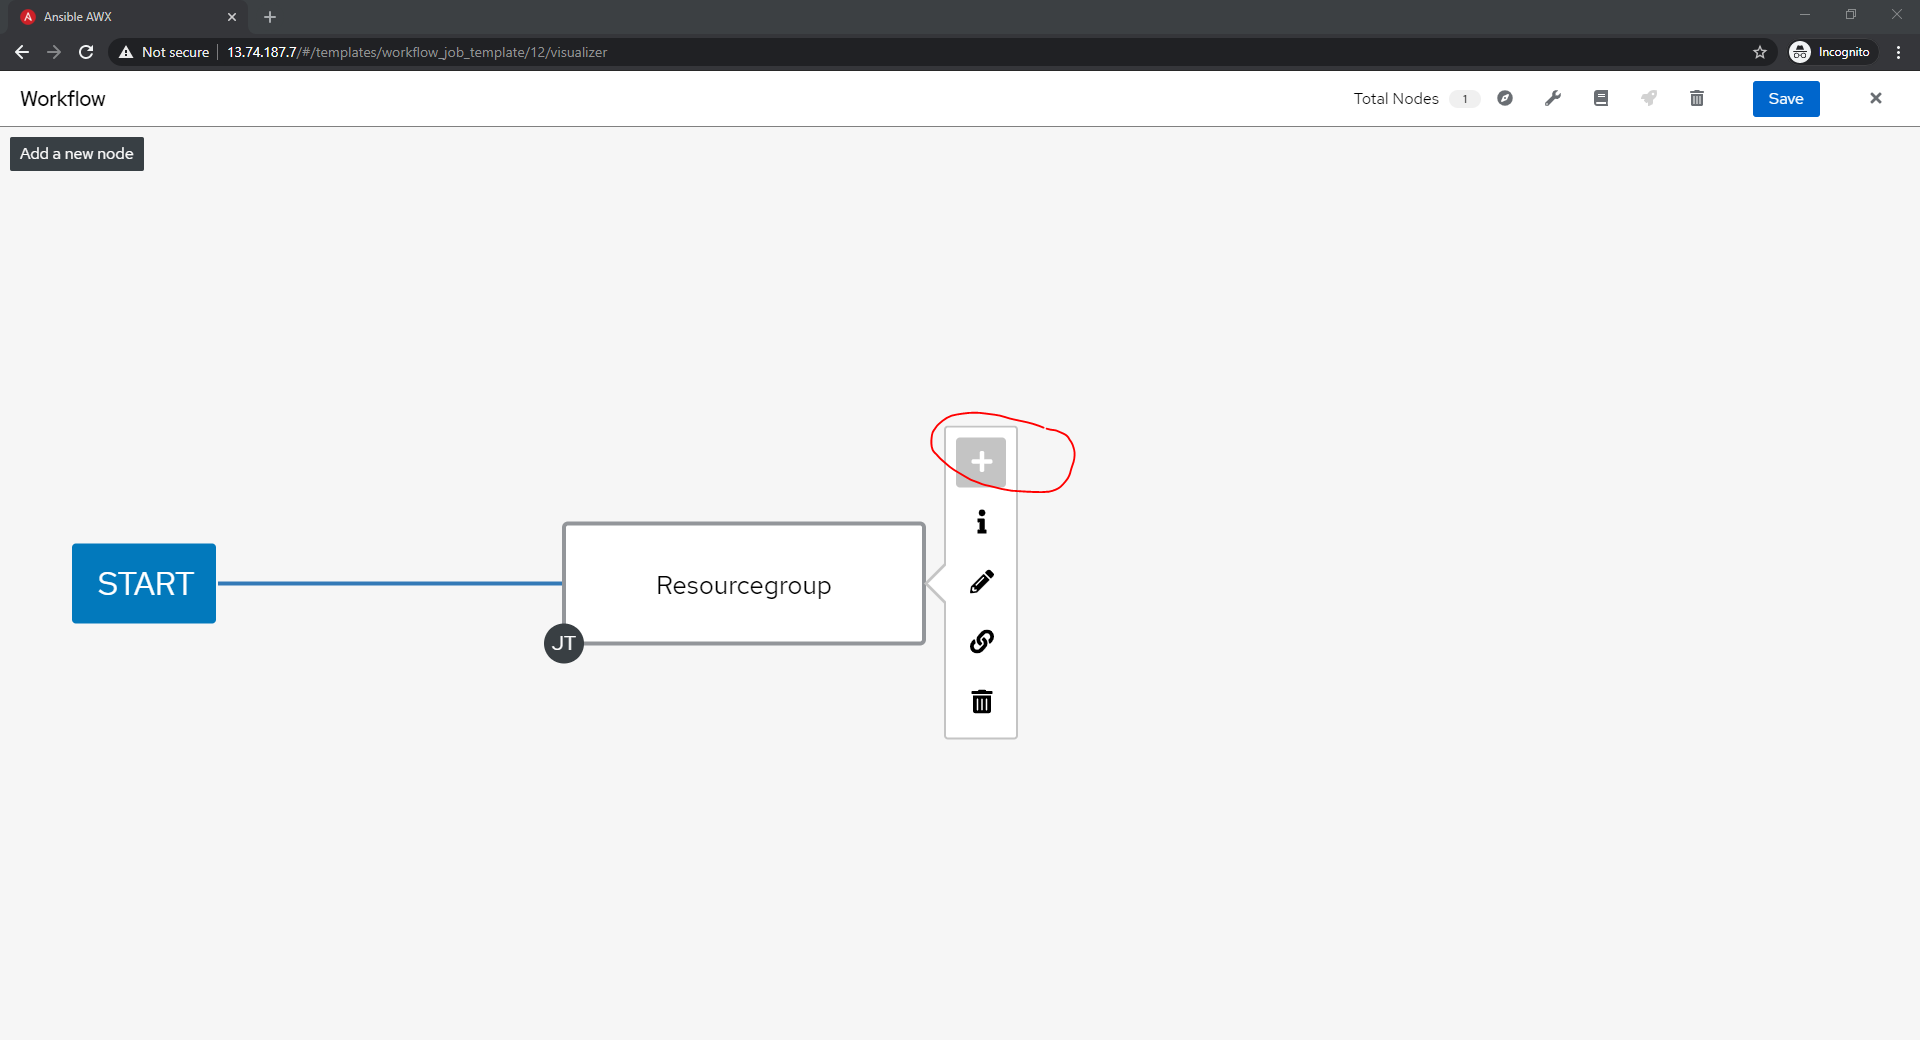 Ansible AWX
Not secure 13.74.187.7/#/templates/workflow_job_template/12/visualizer
Incognito
Workflow
Total Nodes 1
Save
Add a new node
START
Resourcegroup
JT